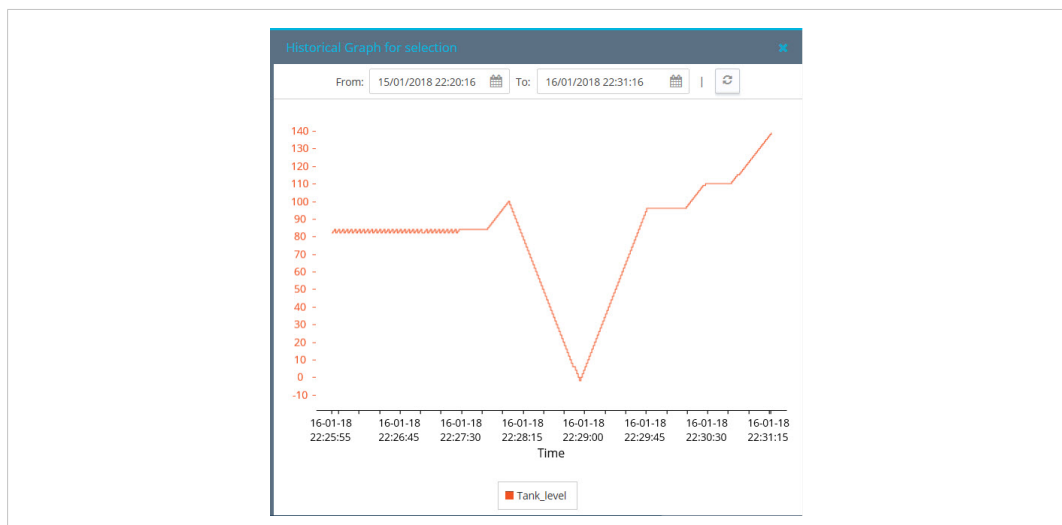 Historical Graph for selection
From: 15/01/2018 22:20:16 To: 16/01/2018 22:31:16 |
140
130
120
110
100
90
80
70
60
50
40
30
20
10
0
-10
16-01-18 16-01-18 16-01-18 16-01-18 16-01-18 16-01-18 16-01-18 16-01-18
22:25:55 22:26:45 22:27:30 22:28:15 22:29:00 22:29:45 22:30:30 22:31:15
Time
Tank_level